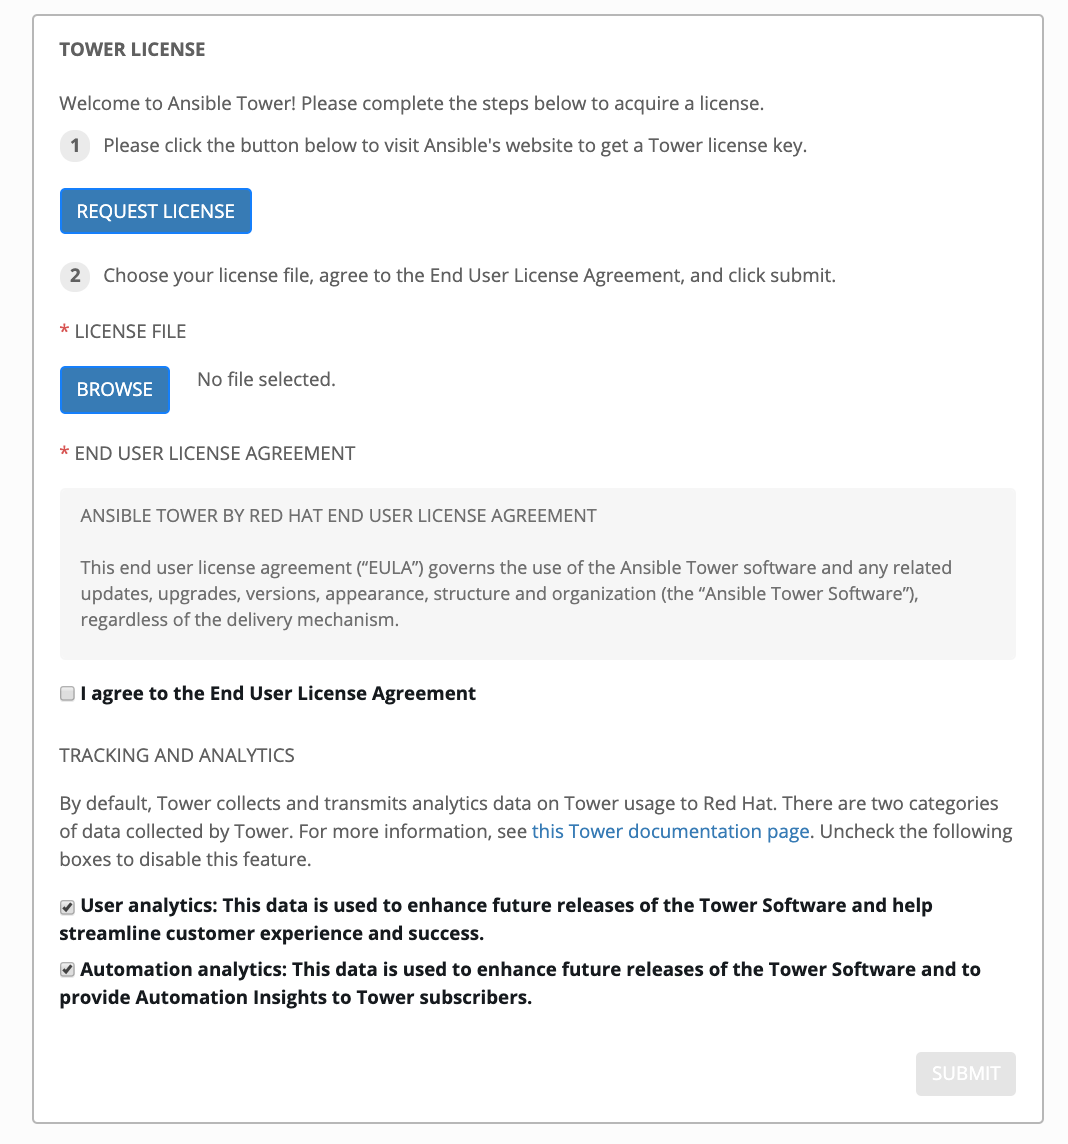 TOWER LICENSE
Welcome to Ansible Tower! Please complete the steps below to acquire a license.
1 Please click the button below to visit Ansible's website to get a Tower license key.
REQUEST LICENSE
2 Choose your license file, agree to the End User License Agreement, and click submit.
* LICENSE FILE
BROWSE No file selected.
* END USER LICENSE AGREEMENT
ANSIBLE TOWER BY RED HAT END USER LICENSE AGREEMENT
This end user license agreement (“EULA”) governs the use of the Ansible Tower software and any related
updates, upgrades, versions, appearance, structure and organization (the “Ansible Tower Software”),
regardless of the delivery mechanism.
I agree to the End User License Agreement
TRACKING AND ANALYTICS
By default, Tower collects and transmits analytics data on Tower usage to Red Hat. There are two categories
of data collected by Tower. For more information, see this Tower documentation page. Uncheck the following
boxes to disable this feature.
User analytics: This data is used to enhance future releases of the Tower Software and help
streamline customer experience and success.
Automation analytics: This data is used to enhance future releases of the Tower Software and to
provide Automation Insights to Tower subscribers.
SUBMIT